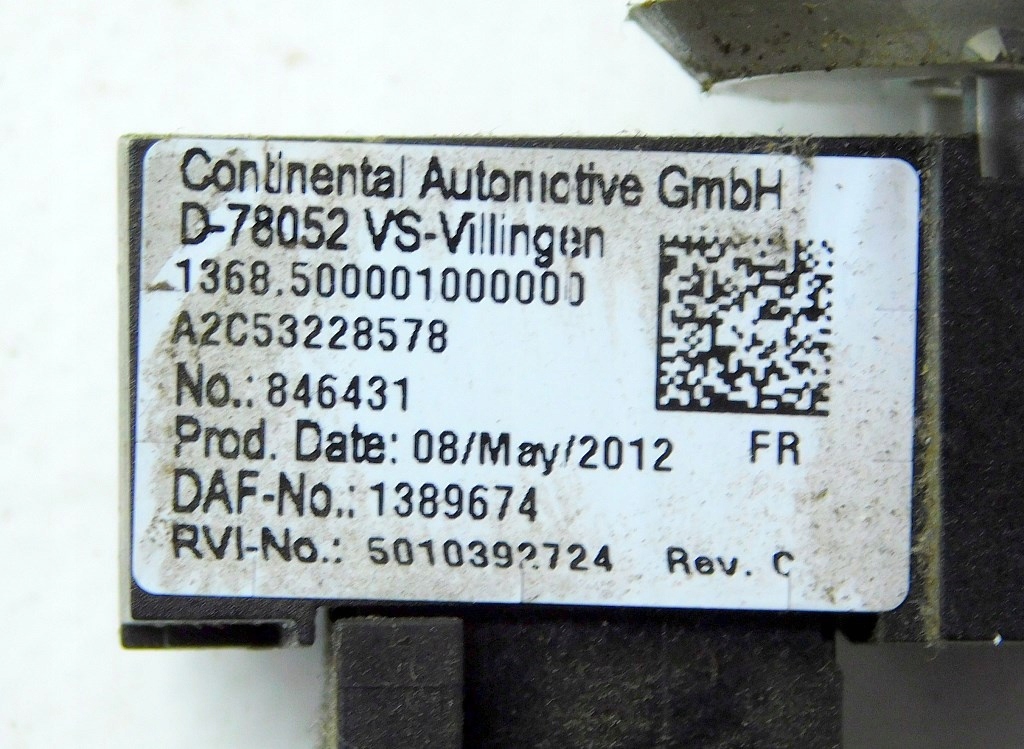 Continental Automotive GmbH
D-78052 VS-Villingen
1368.500001000000
A2C53228578
No.: 846431
Prod. Date: 08/May/2012 FR
DAF-No.: 1389674
RVI-No.: 5010392724 Rev. C